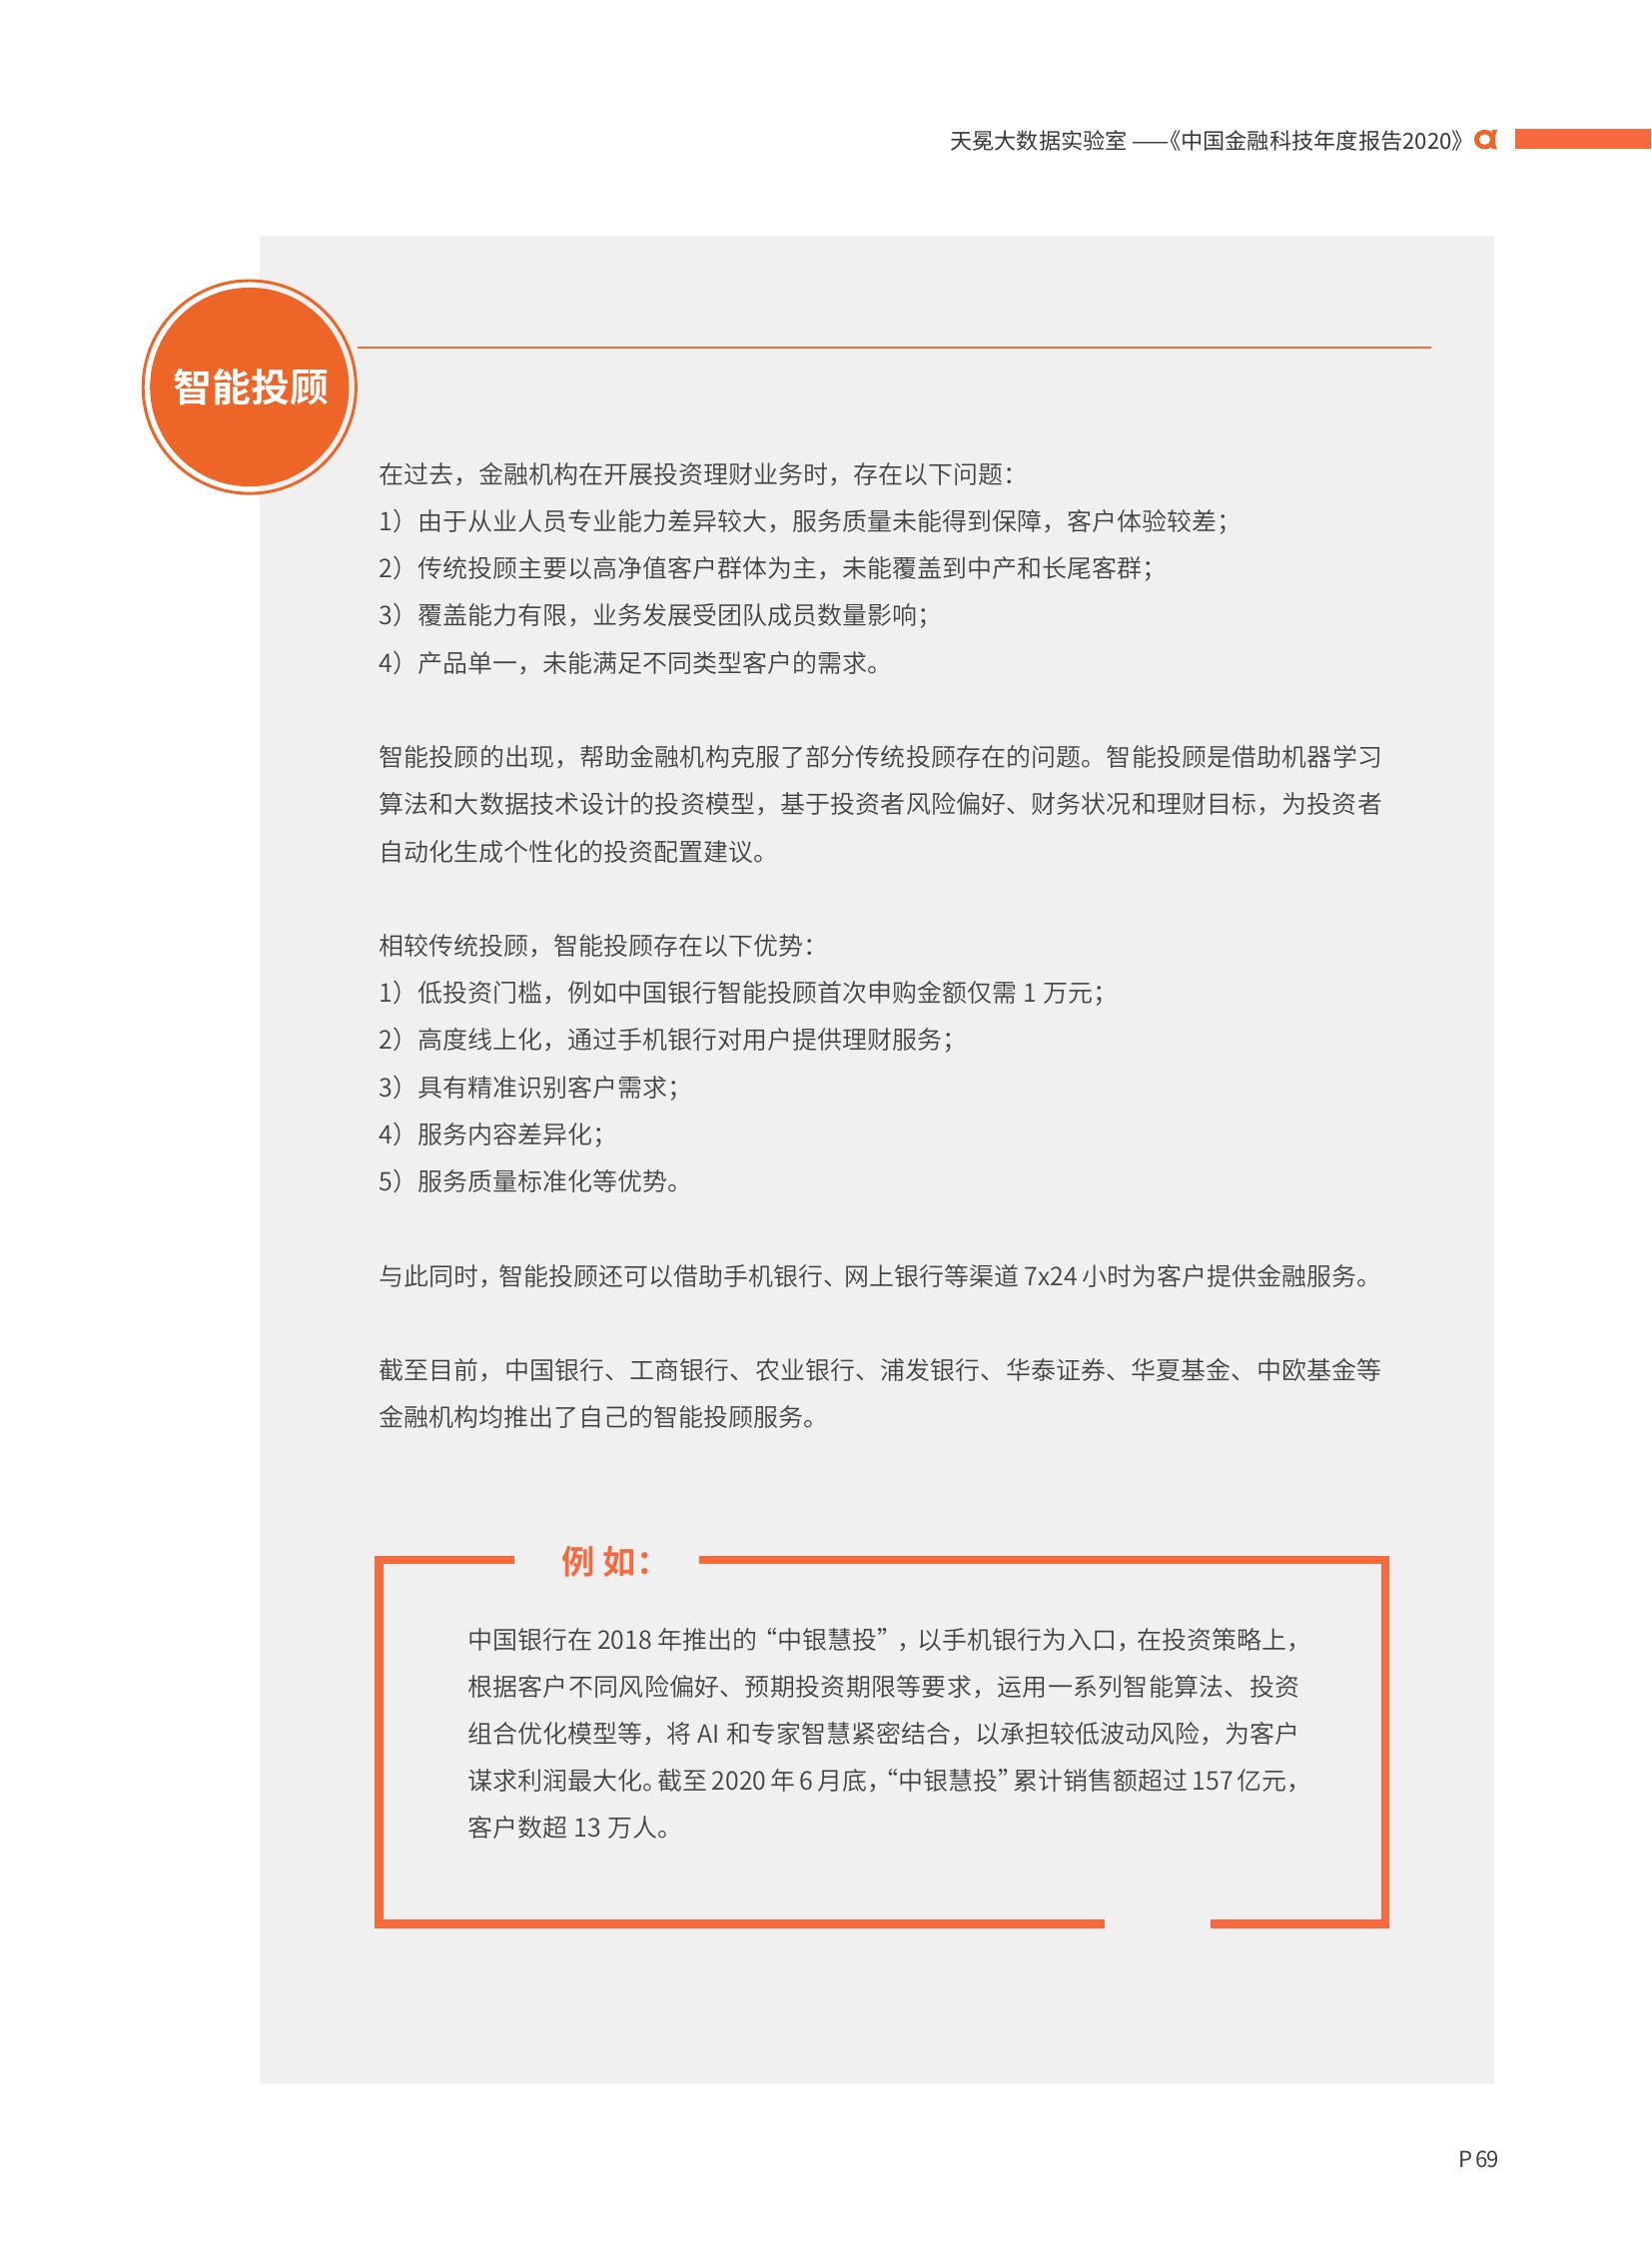 天冕大数据实验室 ——《中国金融科技年度报告2020》
智能投顾
在过去，金融机构在开展投资理财业务时，存在以下问题：
1）由于从业人员专业能力差异较大，服务质量未能得到保障，客户体验较差；
2）传统投顾主要以高净值客户群体为主，未能覆盖到中产和长尾客群；
3）覆盖能力有限，业务发展受团队成员数量影响；
4）产品单一，未能满足不同类型客户的需求。
智能投顾的出现，帮助金融机构克服了部分传统投顾存在的问题。智能投顾是借助机器学习
算法和大数据技术设计的投资模型，基于投资者风险偏好、财务状况和理财目标，为投资者
自动化生成个性化的投资配置建议。
相较传统投顾，智能投顾存在以下优势：
1）低投资门槛，例如中国银行智能投顾首次申购金额仅需 1 万元；
2）高度线上化，通过手机银行对用户提供理财服务；
3）具有精准识别客户需求；
4）服务内容差异化；
5）服务质量标准化等优势。
与此同时，智能投顾还可以借助手机银行、网上银行等渠道 7x24 小时为客户提供金融服务。
截至目前，中国银行、工商银行、农业银行、浦发银行、华泰证券、华夏基金、中欧基金等
金融机构均推出了自己的智能投顾服务。
例 如：
中国银行在 2018 年推出的“中银慧投”，以手机银行为入口，在投资策略上，
根据客户不同风险偏好、预期投资期限等要求，运用一系列智能算法、投资
组合优化模型等，将 AI 和专家智慧紧密结合，以承担较低波动风险，为客户
谋求利润最大化。截至 2020 年 6 月底，“中银慧投”累计销售额超过 157 亿元，
客户数超 13 万人。
P 69